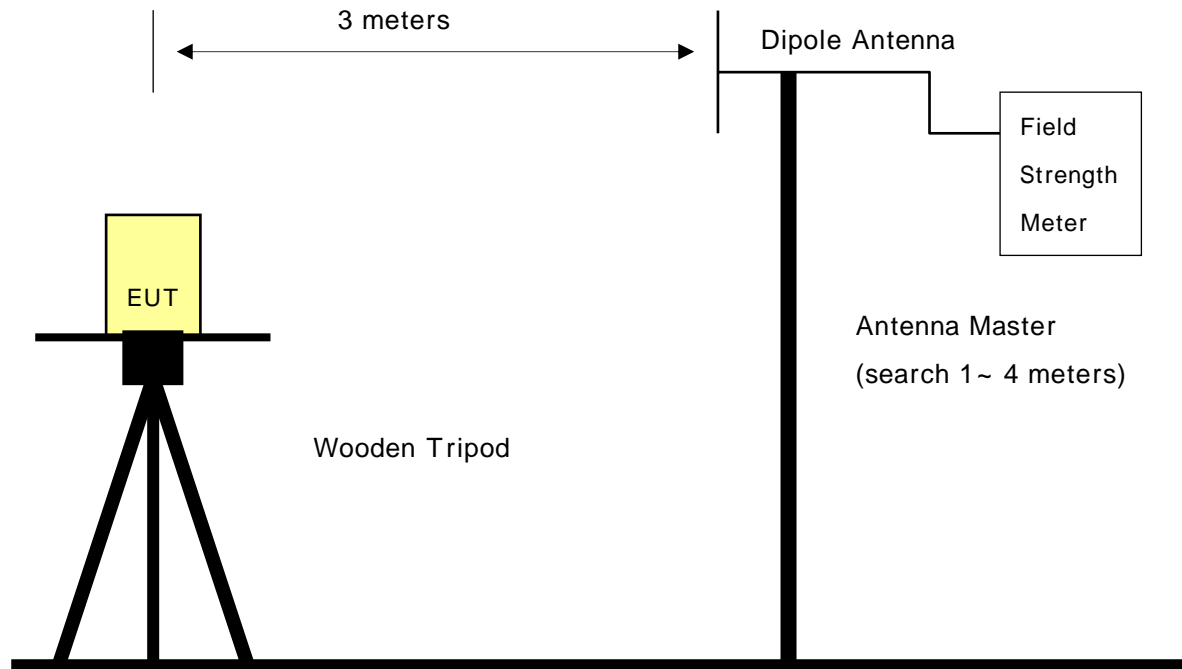 3 meters
Dipole Antenna
Field
Strength
Meter
EUT
Antenna Master
(search 1~ 4 meters)
Wooden Tripod